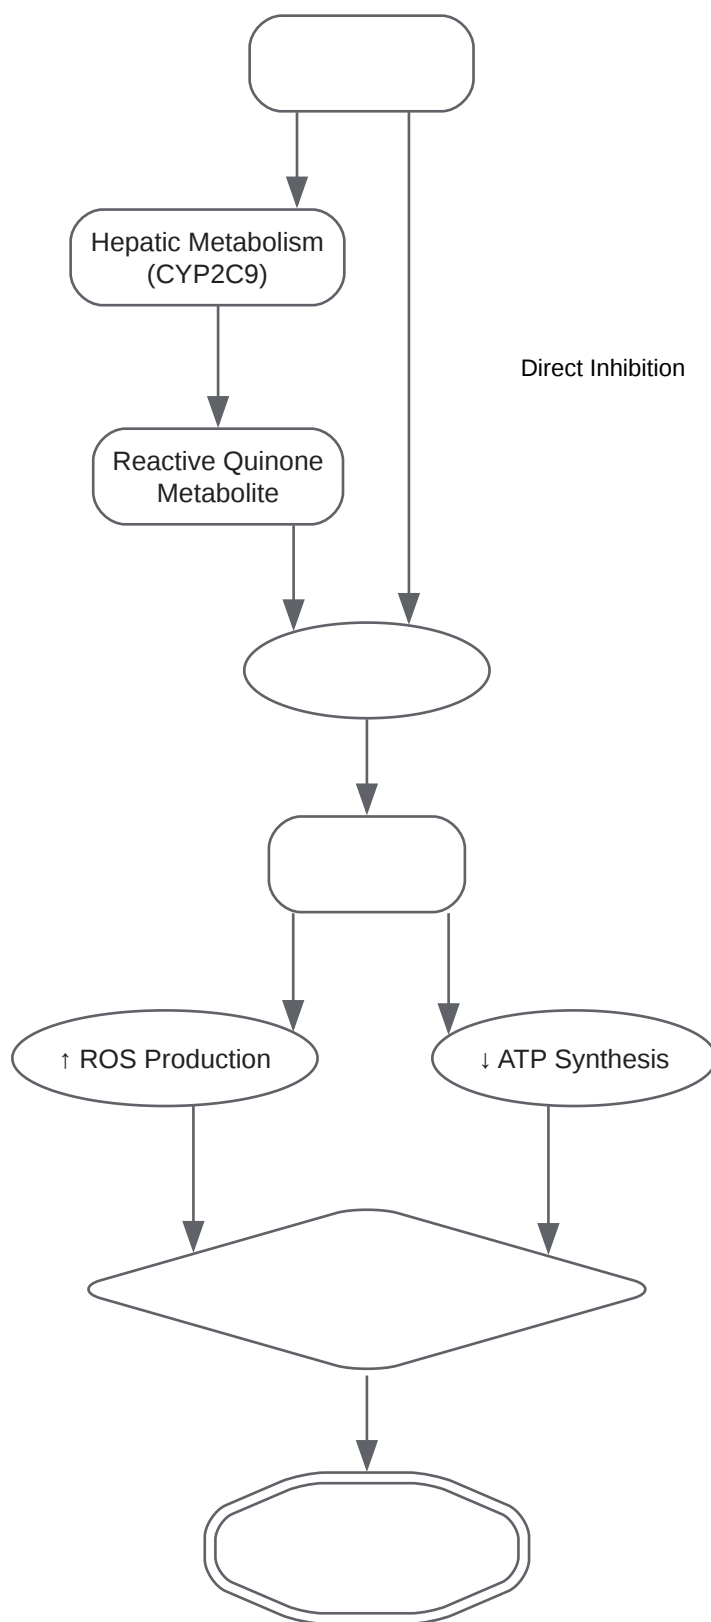 Hepatic Metabolism
(CYP2C9)
Direct Inhibition
Reactive Quinone
Metabolite
↑ ROS Production
↓ ATP Synthesis